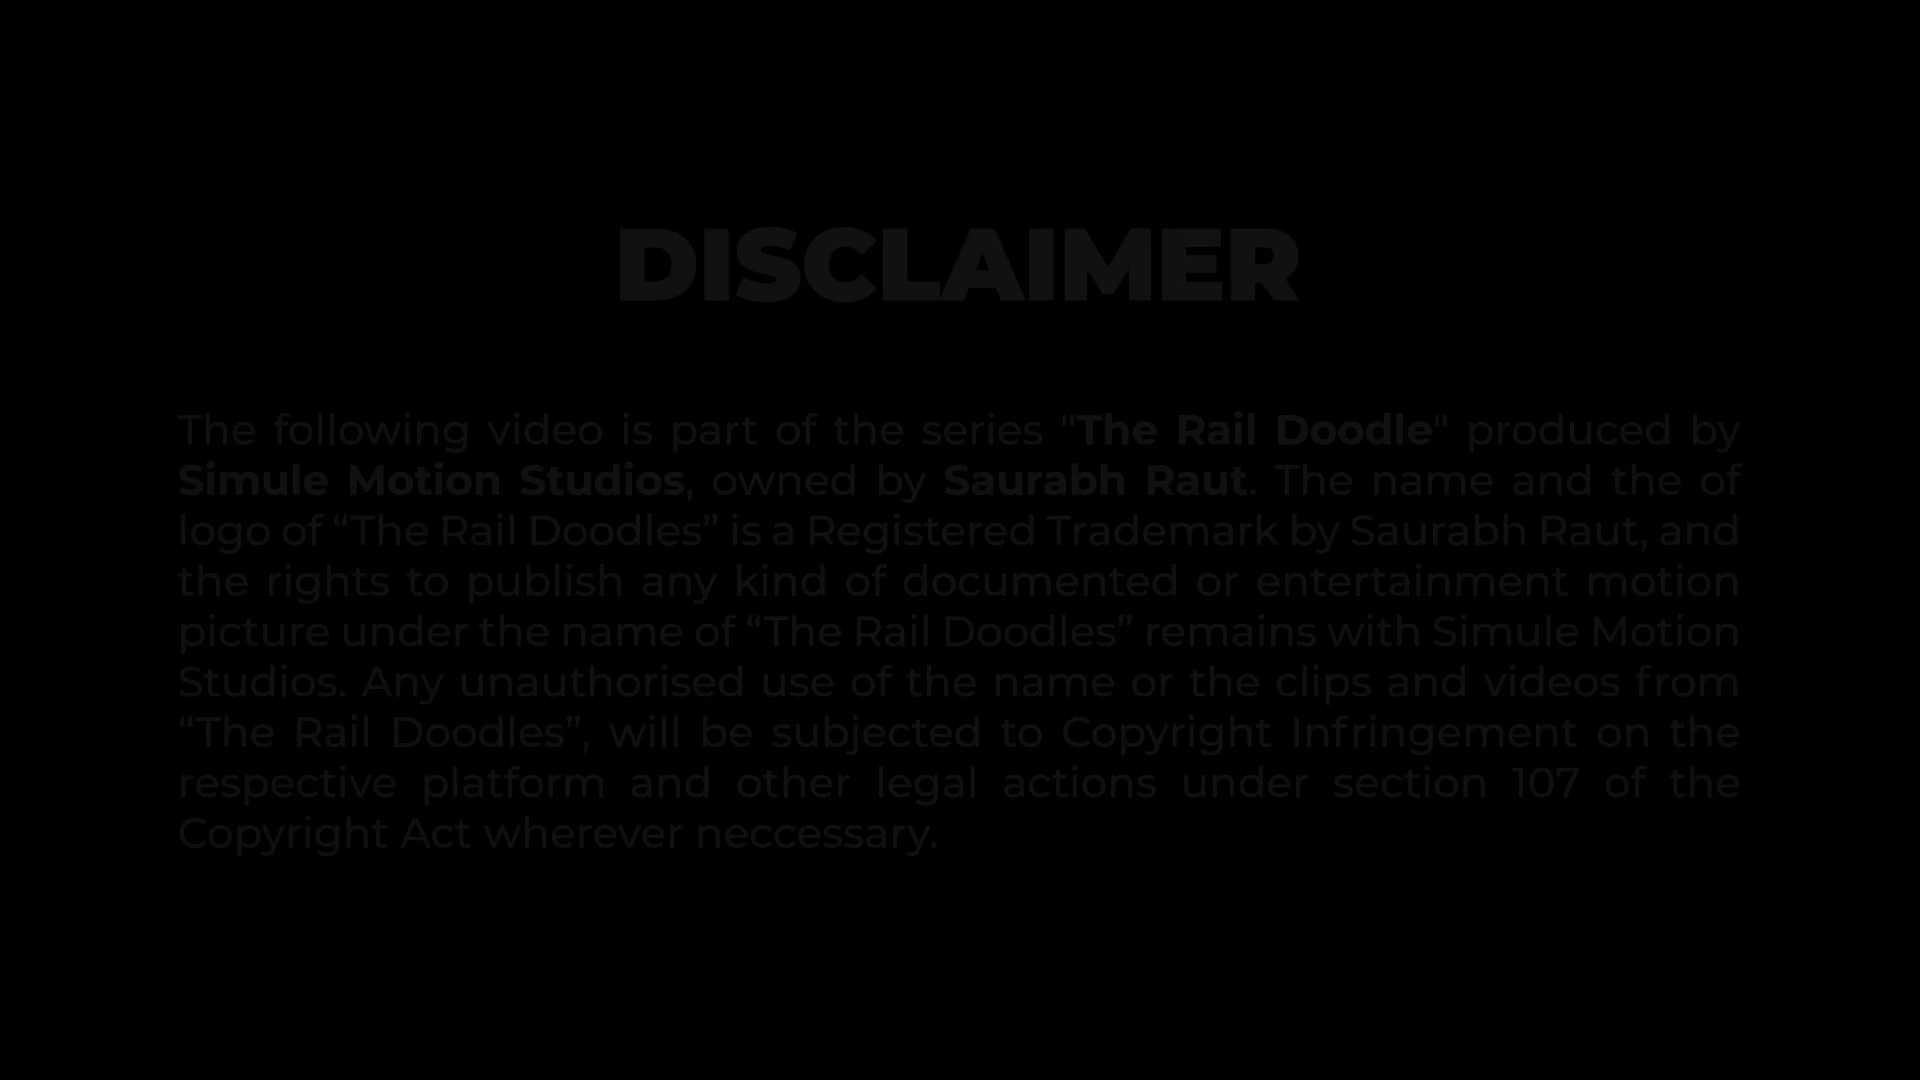 DISCLAIMER
The following video is part of the series "The Rail Doodle" produced by
Simule Motion Studios, owned by Saurabh Raut. The name and the of
logo of “The Rail Doodles” is a Registered Trademark by Saurabh Raut, and
the rights to publish any kind of documented or entertainment motion
picture under the name of “The Rail Doodles” remains with Simule Motion
Studios. Any unauthorised use of the name or the clips and videos from
“The Rail Doodles”, will be subjected to Copyright Infringement on the
respective platform and other legal actions under section 107 of the
Copyright Act wherever neccessary.